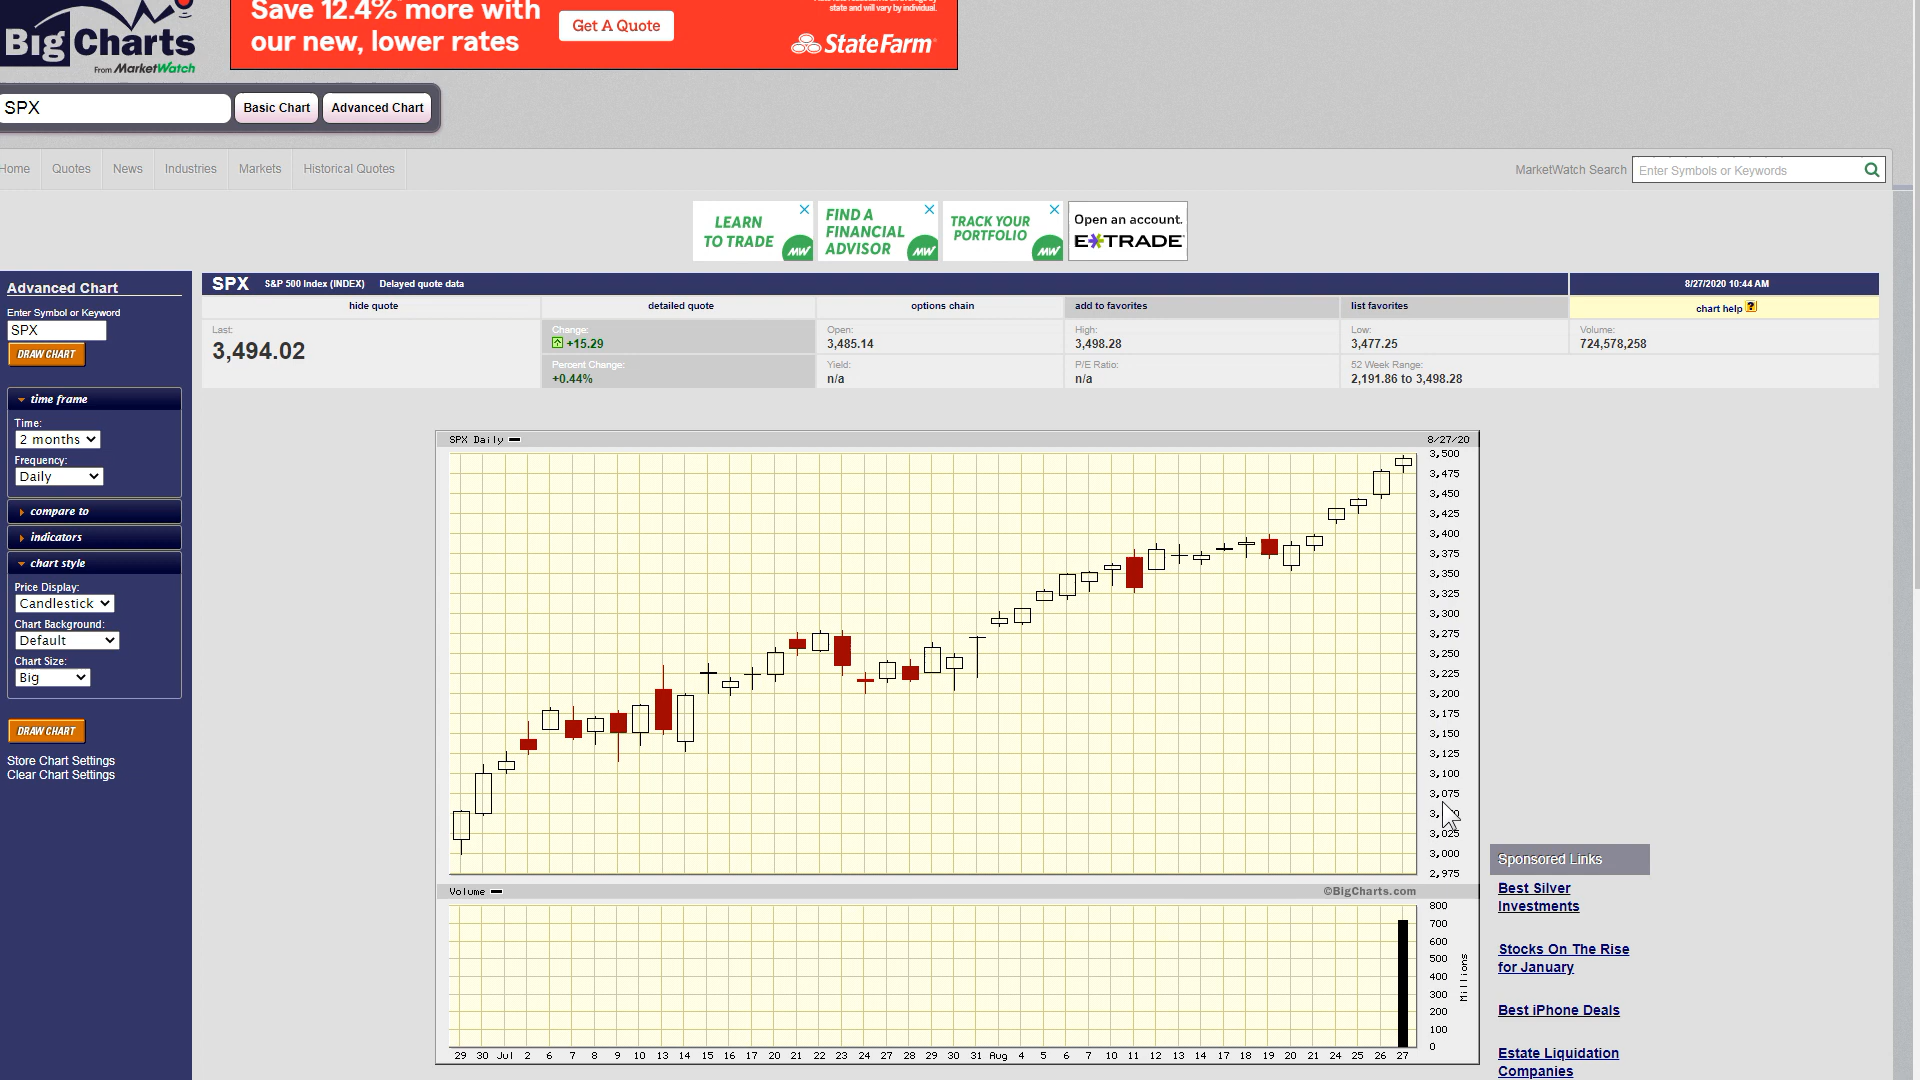 Save 12.4% more with
our new, lower rates
Get A Quote
state and will vary by individual.
StateFarm
BigCharts
From MarketWatch
SPX
Basic Chart
Advanced Chart
Home
Quotes
News
Industries
Markets
Historical Quotes
MarketWatch Search
Enter Symbols or Keywords
LEARN
TO TRADE
MW
FIND A
FINANCIAL
ADVISOR
MW
TRACK YOUR
PORTFOLIO
MW
Open an account.
E*TRADE
Advanced Chart
Enter Symbol or Keyword
SPX
DRAW CHART
time frame
Time:
2 months
Frequency:
Daily
compare to
indicators
chart style
Price Display:
Candlestick
Chart Background:
Default
Chart Size:
Big
DRAW CHART
Store Chart Settings
Clear Chart Settings
SPX S&P 500 Index (INDEX) Delayed quote data 8/27/2020 10:44 AM
hide quote detailed quote options chain add to favorites list favorites chart help ?
Last:
3,494.02
Change:
+15.29
Open:
3,485.14
High:
3,498.28
Low:
3,477.25
Volume:
724,578,258
Percent Change:
+0.44%
Yield:
n/a
P/E Ratio:
n/a
52 Week Range:
2,191.86 to 3,498.28
SPX Daily 8/27/20
3,500
3,475
3,450
3,425
3,400
3,375
3,350
3,325
3,300
3,275
3,250
3,225
3,200
3,175
3,150
3,125
3,100
3,075
3,025
3,000
2,975
Volume ©BigCharts.com
800
700
600
500
400
300
200
100
0
Millions
29 30 Jul 2 6 7 8 9 10 13 14 15 16 17 20 21 22 23 24 27 28 29 30 31 Aug 4 5 6 7 10 11 12 13 14 17 18 19 20 21 24 25 26 27
Sponsored Links
Best Silver
Investments
Stocks On The Rise
for January
Best iPhone Deals
Estate Liquidation
Companies